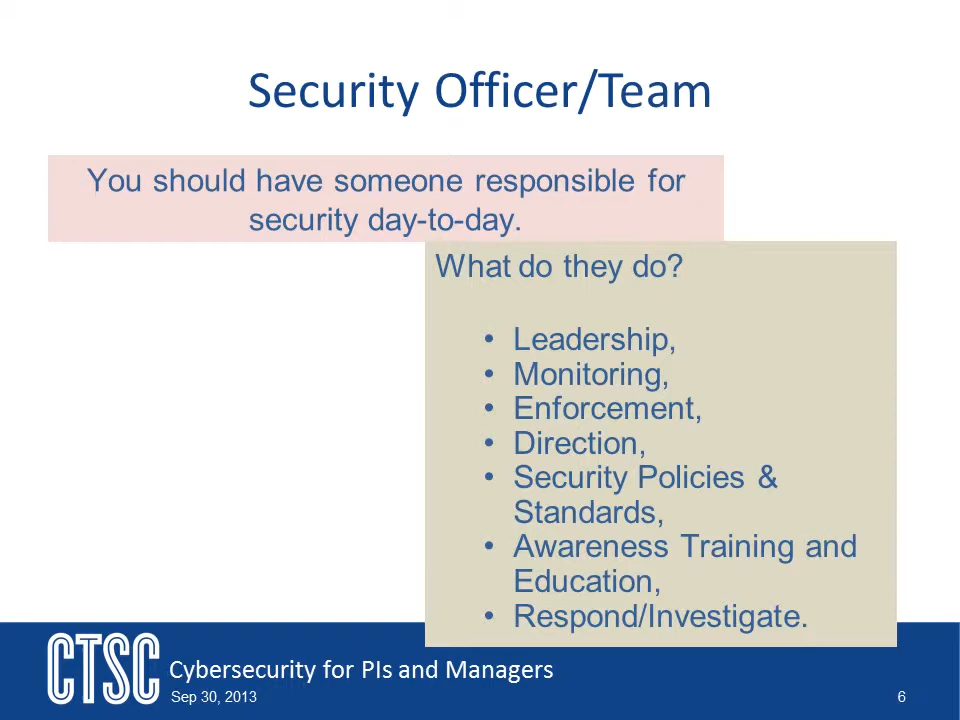 Security Officer/Team
You should have someone responsible for
security day-to-day.
What do they do?
• Leadership,
• Monitoring,
• Enforcement,
• Direction,
• Security Policies &
Standards,
• Awareness Training and
Education,
• Respond/Investigate.
CTSC
Cybersecurity for PIs and Managers
Sep 30, 2013
6